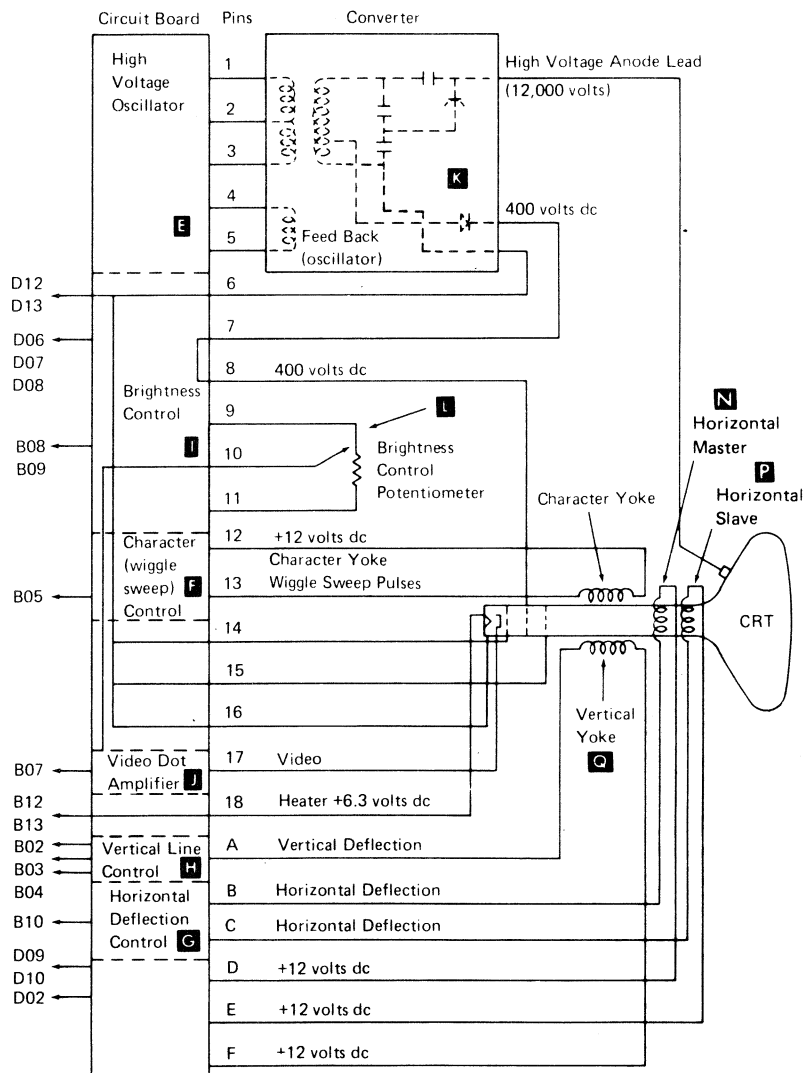 Circuit Board Pins Converter
High
Voltage
Oscillator
E
1
2
3
4
5
K
Feed Back
(oscillator)
High Voltage Anode Lead
(12,000 volts)
400 volts dc
D12
D13
6
D06
7
D07
D08
8 400 volts dc
Brightness
Control
I
9
L
B08
B09
10
11
Brightness
Control
Potentiometer
N
Horizontal
Master
P
Horizontal
Slave
Character Yoke
Character
(wiggle
sweep) F
Control
12 +12 volts dc
Character Yoke
13 Wiggle Sweep Pulses
B05
14
15
16
CRT
Vertical
Yoke
Q
Video Dot
Amplifier J
B07
17 Video
B12
B13
18 Heater +6.3 volts dc
B02
B03
Vertical Line
Control H
A Vertical Deflection
B04
B10
Horizontal
Deflection
Control G
B Horizontal Deflection
C Horizontal Deflection
D09
D10
D02
D +12 volts dc
E +12 volts dc
F +12 volts dc